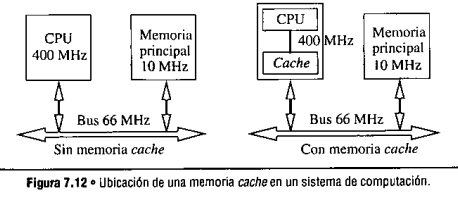 CPU
400 MHz
Memoria
principal
10 MHz
Bus 66 MHz
Sin memoria cache
CPU
400 MHz
Cache
Memoria
principal
10 MHz
Bus 66 MHz
Con memoria cache
Figura 7.12 • Ubicación de una memoria cache en un sistema de computación.